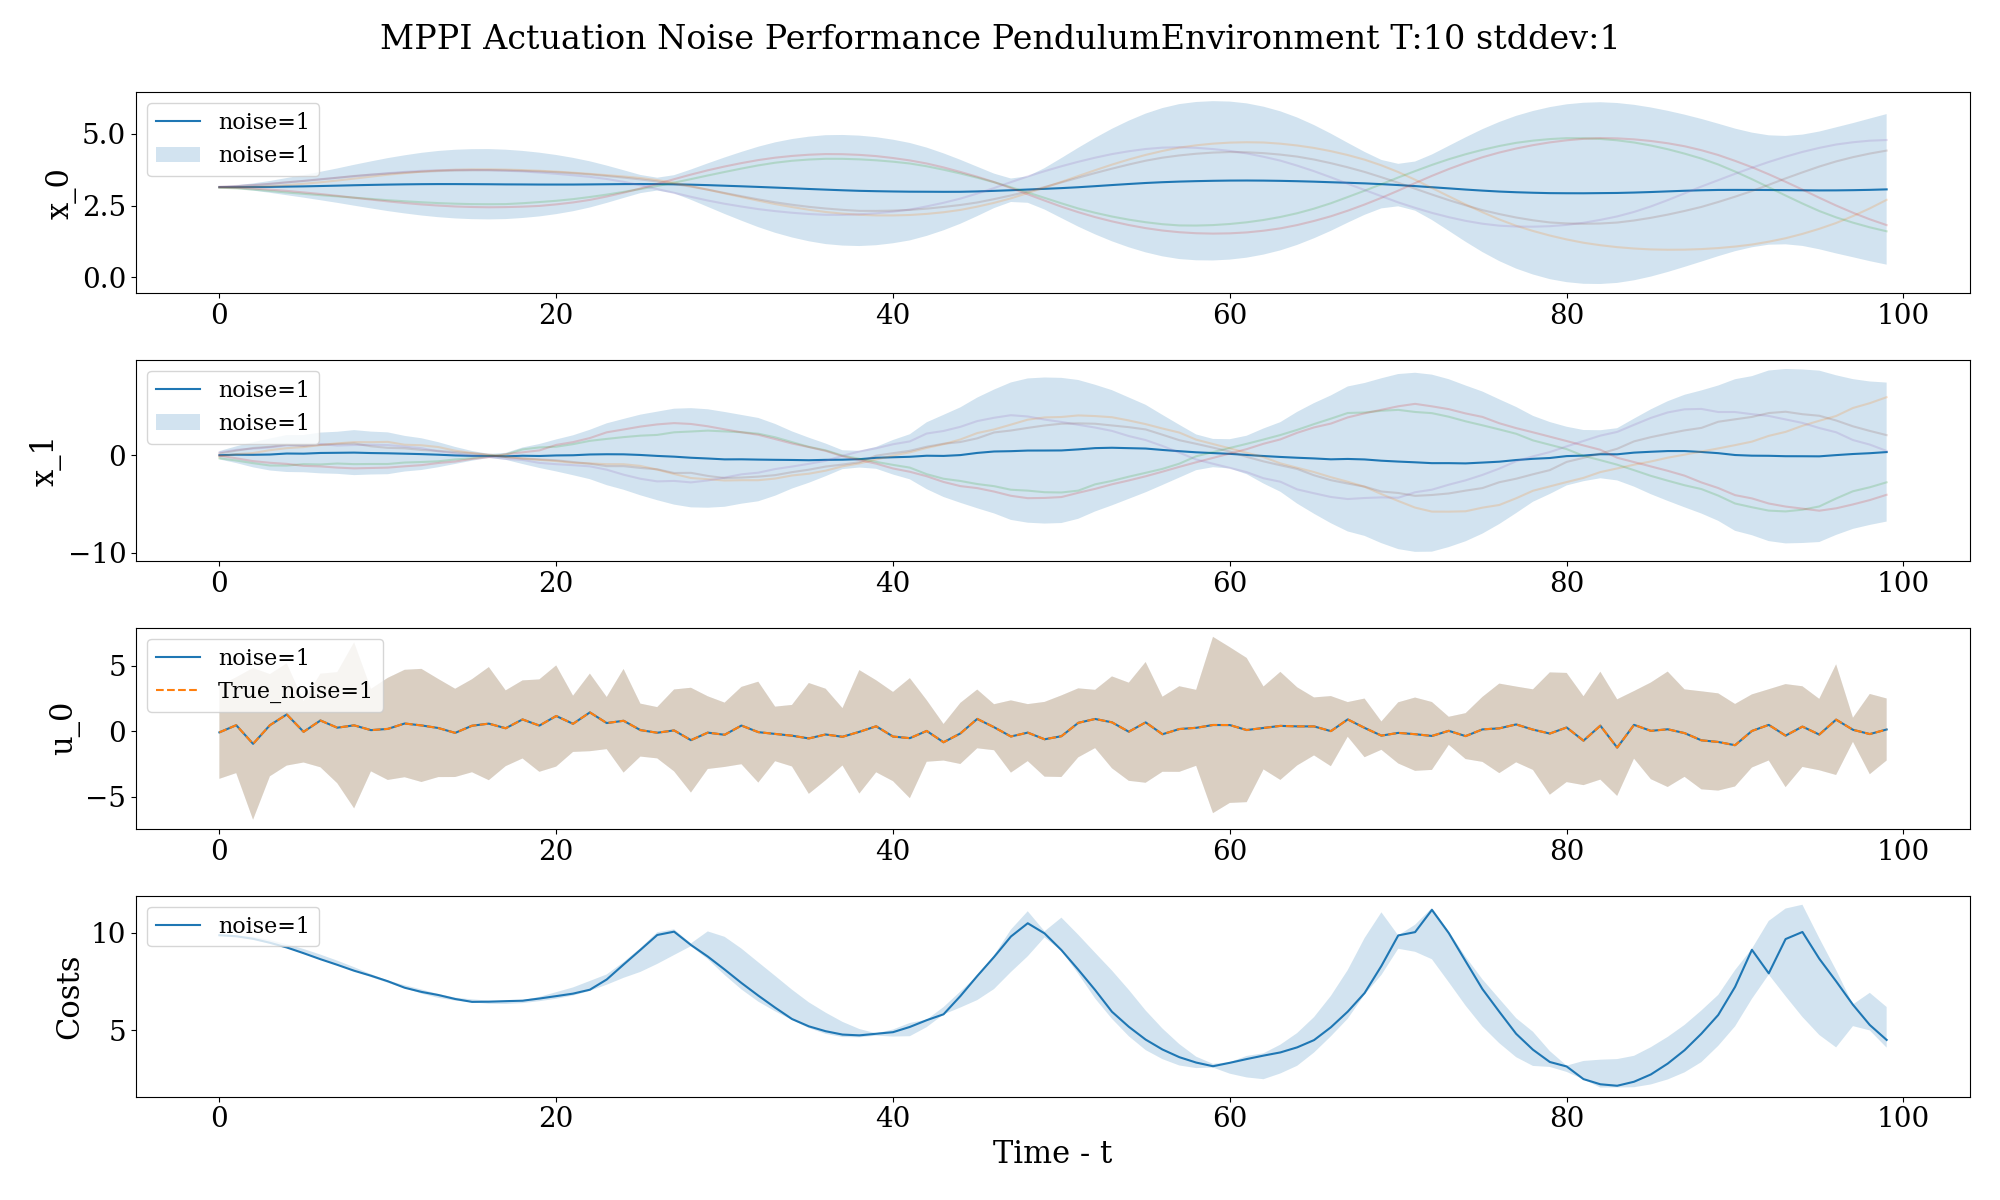 MPPI Actuation Noise Performance PendulumEnvironment T:10 stddev:1
noise=1
noise=1
x_0
5.0
2.5
0.0
0 20 40 60 80 100
noise=1
noise=1
x_1
0
−10
0 20 40 60 80 100
noise=1
True_noise=1
u_0
5
0
−5
0 20 40 60 80 100
noise=1
Costs
10
5
0 20 40 60 80 100
Time - t